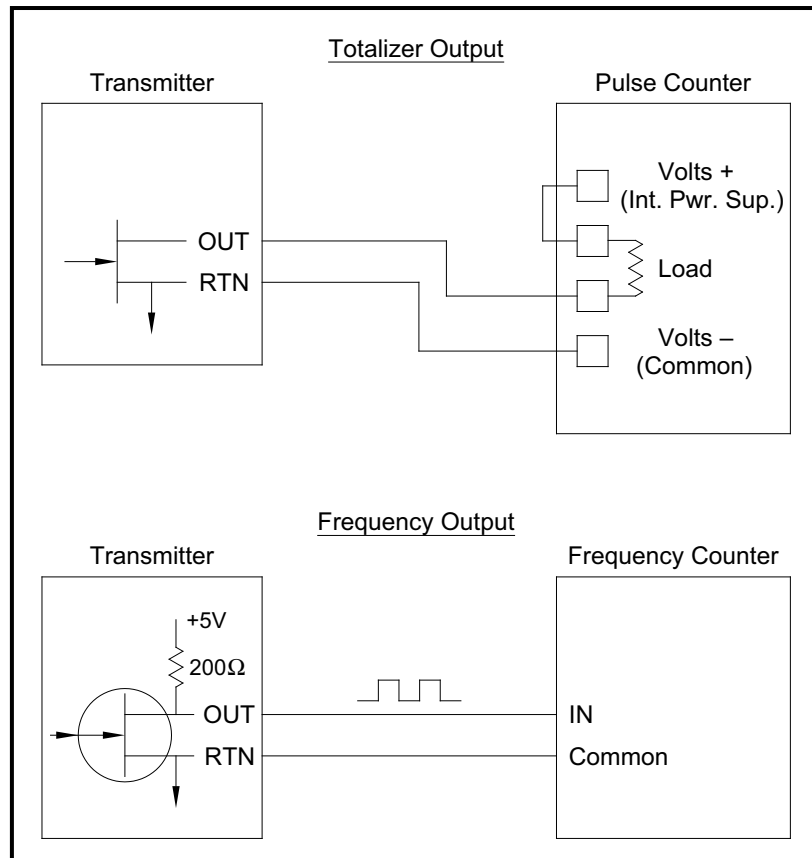 Totalizer Output
Transmitter
Pulse Counter
Volts +
(Int. Pwr. Sup.)
OUT
RTN
Load
Volts –
(Common)
Frequency Output
Transmitter
Frequency Counter
+5V
200Ω
OUT
IN
RTN
Common